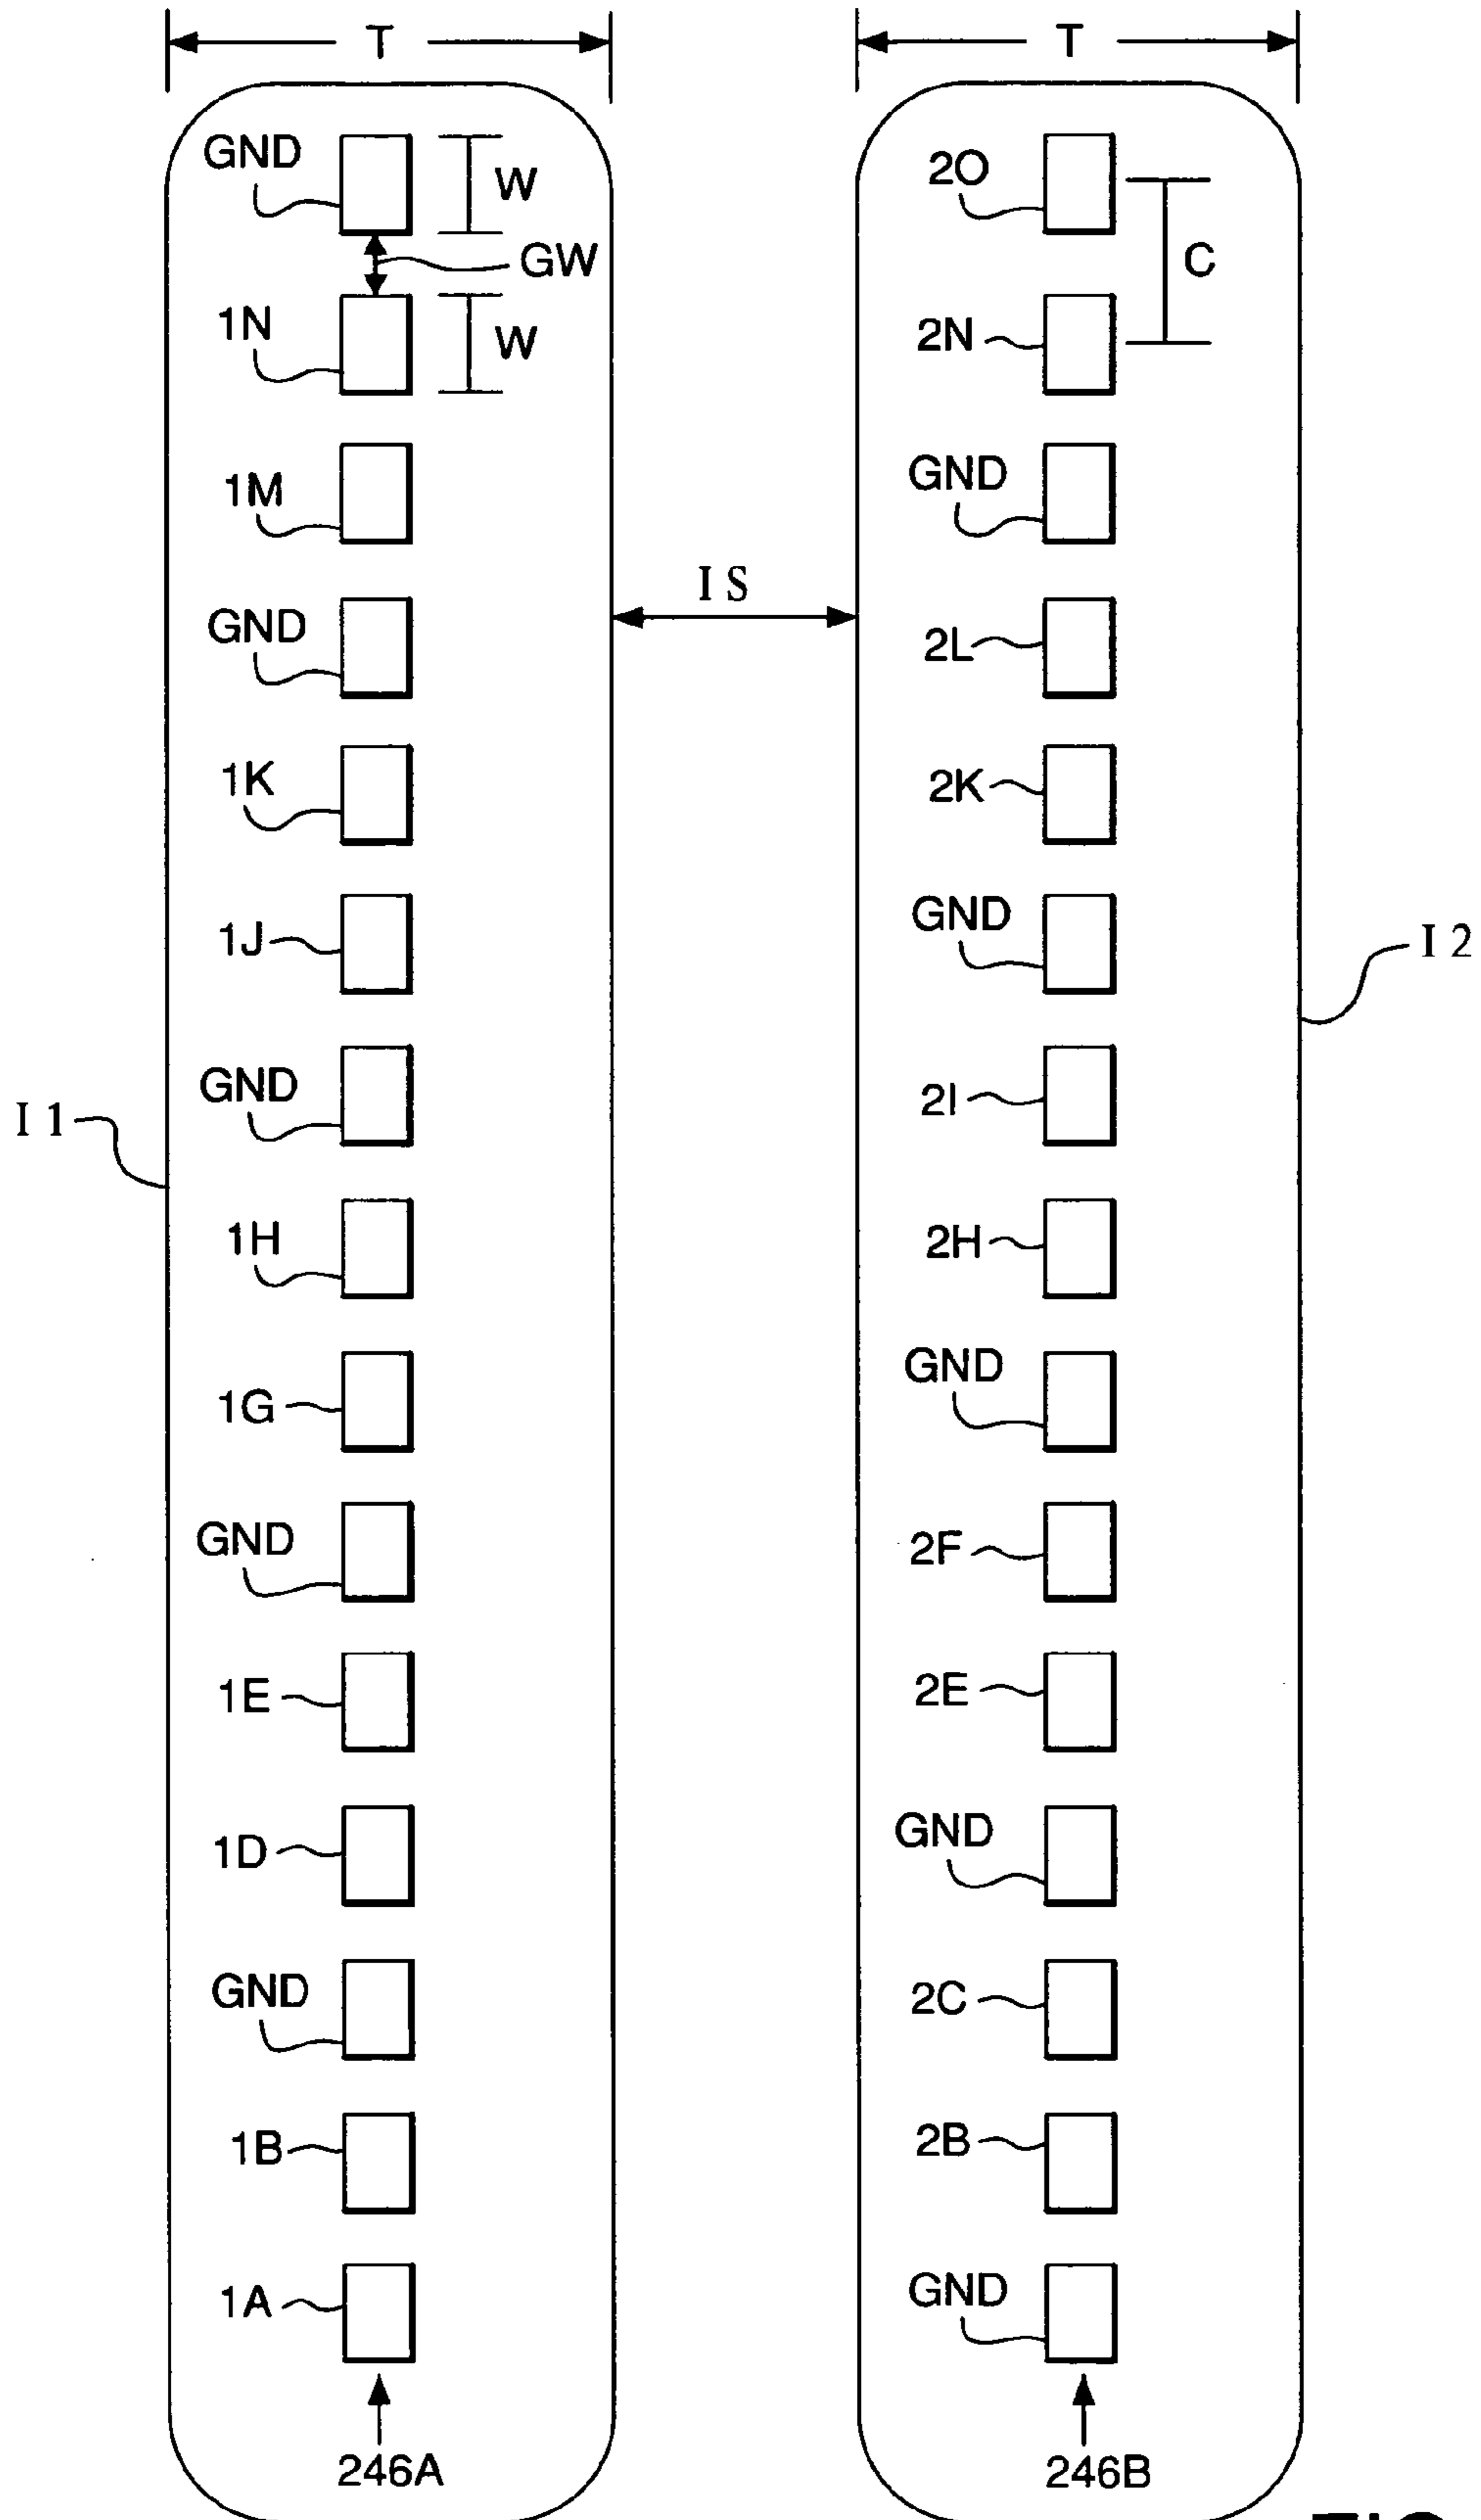 T T
GND W 2O
GW C
1N W 2N
1M GND
I S
GND 2L
1K 2K
1J GND I 2
GND 2I
I 1
1H 2H
1G GND
GND 2F
1E 2E
1D GND
GND 2C
1B 2B
1A GND
246A 246B